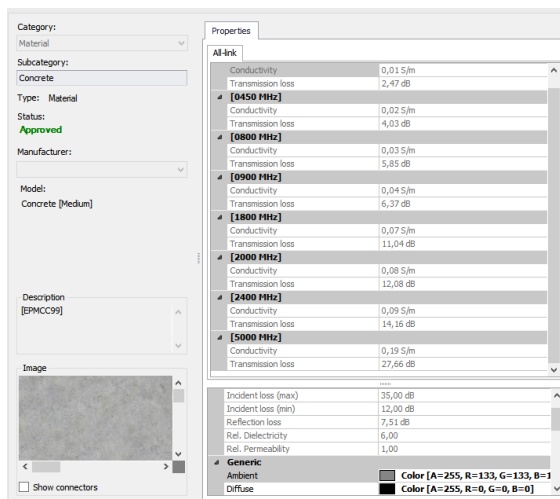 Category:
Material
Subcategory:
Concrete
Type: Material
Status:
Approved
Manufacturer:
Model:
Concrete [Medium]
Description
[EPMCC99]
Image
Show connectors
Properties
All-link
Conductivity 0,01 S/m
Transmission loss 2,47 dB
[0450 MHz]
Conductivity 0,02 S/m
Transmission loss 4,03 dB
[0800 MHz]
Conductivity 0,03 S/m
Transmission loss 5,85 dB
[0900 MHz]
Conductivity 0,04 S/m
Transmission loss 6,37 dB
[1800 MHz]
Conductivity 0,07 S/m
Transmission loss 11,04 dB
[2000 MHz]
Conductivity 0,08 S/m
Transmission loss 12,08 dB
[2400 MHz]
Conductivity 0,09 S/m
Transmission loss 14,16 dB
[5000 MHz]
Conductivity 0,19 S/m
Transmission loss 27,66 dB
Incident loss (max) 35,00 dB
Incident loss (min) 12,00 dB
Reflection loss 7,51 dB
Rel. Dielectricity 6,00
Rel. Permeability 1,00
Generic
Ambient Color [A=255, R=133, G=133, B=1
Diffuse Color [A=255, R=0, G=0, B=0]